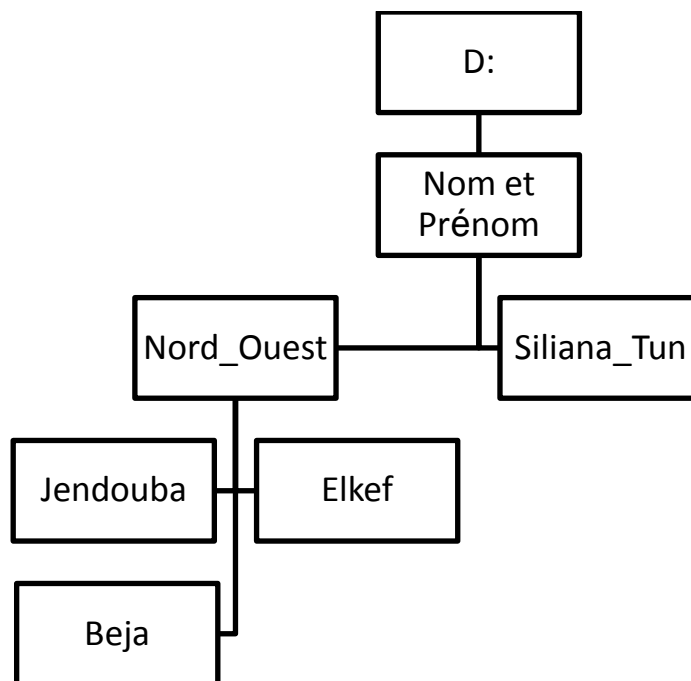 D:
Nom et
Prénom
Nord_Ouest
Siliana_Tun
Jendouba
Elkef
Beja